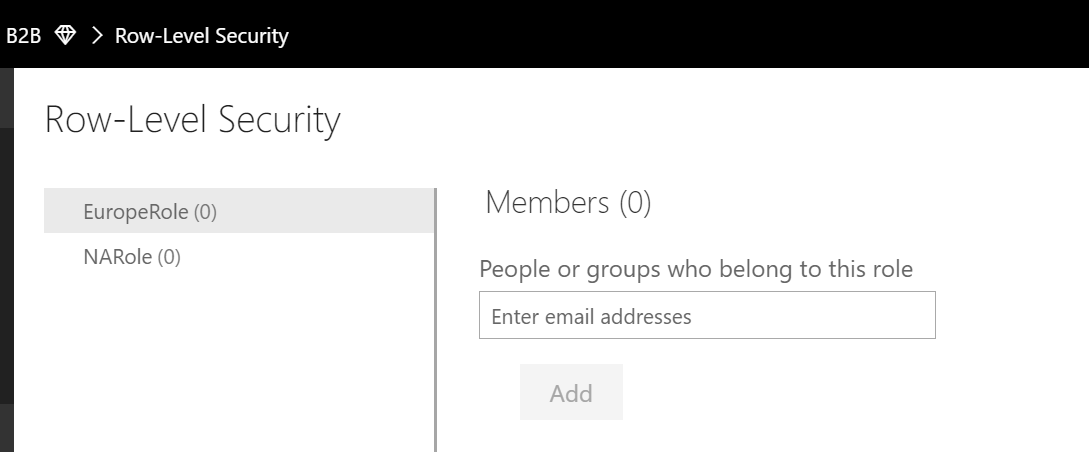 B2B > Row-Level Security
Row-Level Security
EuropeRole (0)
NARole (0)
Members (0)
People or groups who belong to this role
Enter email addresses
Add